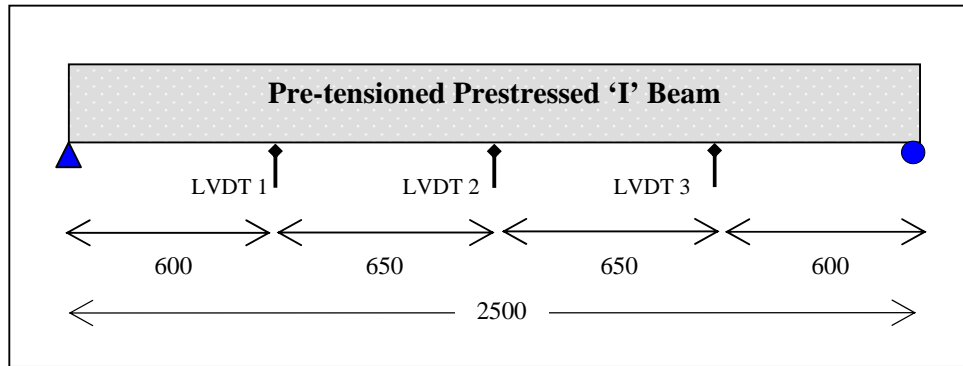 Pre-tensioned Prestressed ‘I’ Beam
LVDT 1 LVDT 2 LVDT 3
600 650 650 600
2500